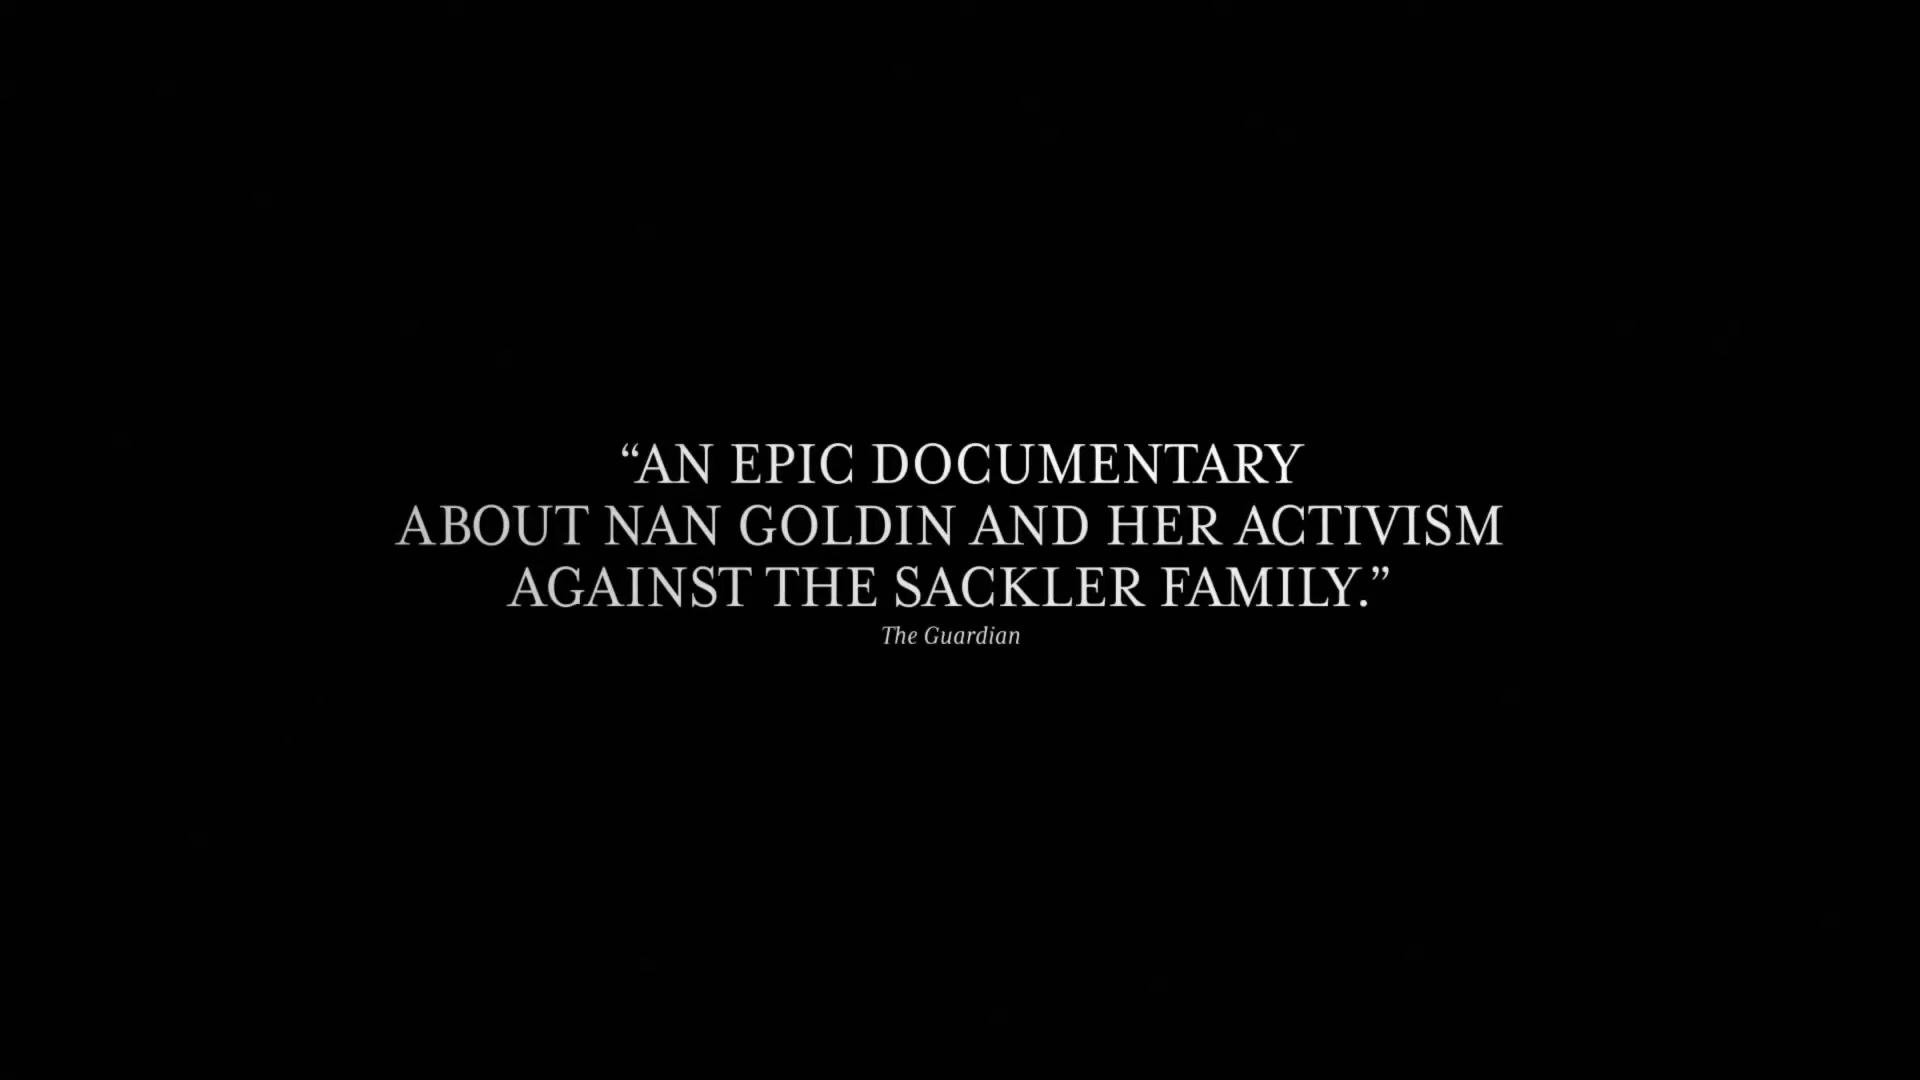 “AN EPIC DOCUMENTARY
ABOUT NAN GOLDIN AND HER ACTIVISM
AGAINST THE SACKLER FAMILY.”
The Guardian